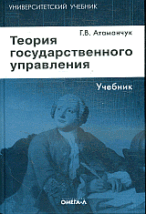 УНИВЕРСИТЕТСКИЙ УЧЕБНИК
Г.В. Атаманчук
Теория
государственного
управления
Учебник
ОМЕГА-Л